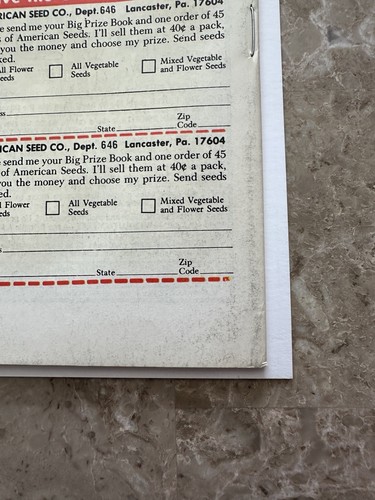 RICAN SEED CO., Dept. 646 Lancaster, Pa. 17604
send me your Big Prize Book and one order of 45
of American Seeds. I'll sell them at 40¢ a pack,
you the money and choose my prize. Send seeds
ked.
All Flower Seeds
All Vegetable Seeds
Mixed Vegetable and Flower Seeds
State
Zip Code
ICAN SEED CO., Dept. 646 Lancaster, Pa. 17604
send me your Big Prize Book and one order of 45
of American Seeds. I'll sell them at 40¢ a pack,
you the money and choose my prize. Send seeds
ed.
Flower
eds
All Vegetable
Seeds
Mixed Vegetable
and Flower Seeds
State
Zip
Code